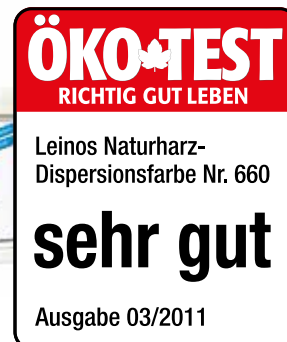 ÖKO TEST
RICHTIG GUT LEBEN
Leinos Naturharz-
Dispersionsfarbe Nr. 660
sehr gut
Ausgabe 03/2011